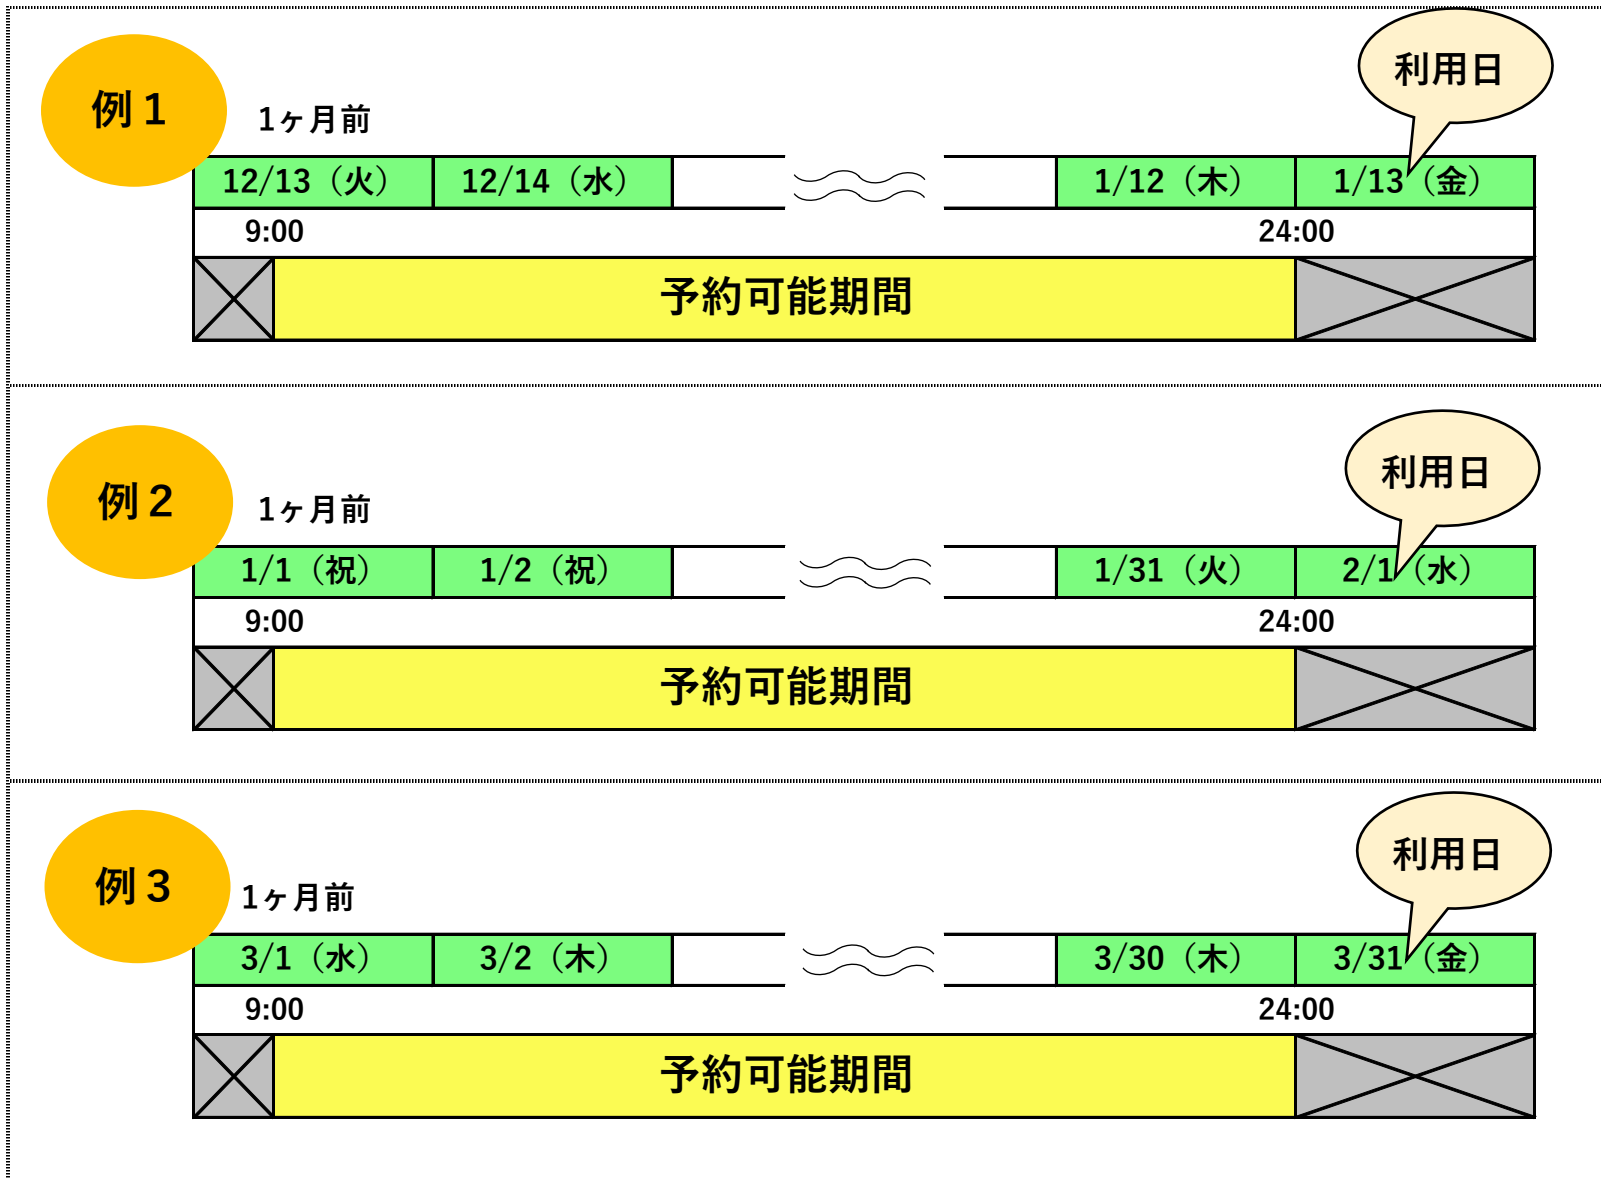 例１
1ヶ月前
利用日
12/13（火）
12/14（水）
1/12（木）
1/13（金）
9:00
24:00
予約可能期間
例２
1ヶ月前
利用日
1/1（祝）
1/2（祝）
1/31（火）
2/1（水）
9:00
24:00
予約可能期間
例３
1ヶ月前
利用日
3/1（水）
3/2（木）
3/30（木）
3/31（金）
9:00
24:00
予約可能期間